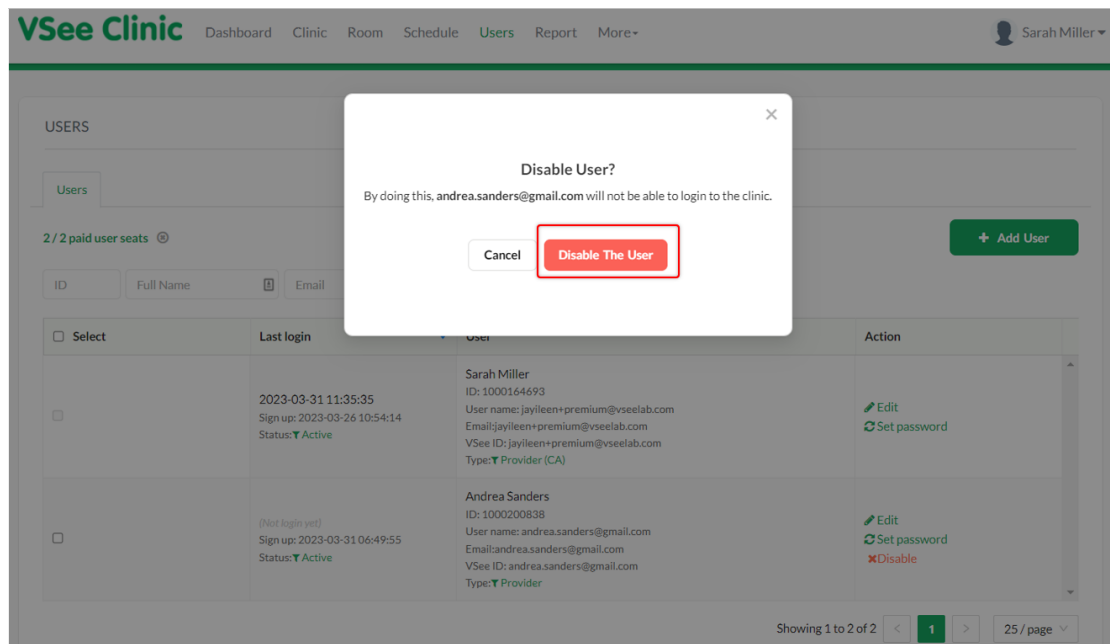 VSee Clinic Dashboard Clinic Room Schedule Users Report More Sarah Miller
USERS
Disable User?
Users
By doing this, andrea.sanders@gmail.com will not be able to login to the clinic.
2 / 2 paid user seats
+ Add User
Cancel Disable The User
ID Full Name Email
Select Last login User Action
Sarah Miller
2023-03-31 11:35:35
ID: 1000164693
Sign up: 2023-03-26 10:54:14
User name: jayileen+premium@vseelab.com
Edit
Status: Active
Email:jayileen+premium@vseelab.com
Set password
VSee ID: jayileen+premium@vseelab.com
Type: Provider (CA)
Andrea Sanders
ID: 1000200838
(Not login yet)
User name: andrea.sanders@gmail.com
Edit
Sign up: 2023-03-31 06:49:55
Email:andrea.sanders@gmail.com
Set password
Status: Active
VSee ID: andrea.sanders@gmail.com
Disable
Type: Provider
Showing 1 to 2 of 2 < 1 > 25 / page